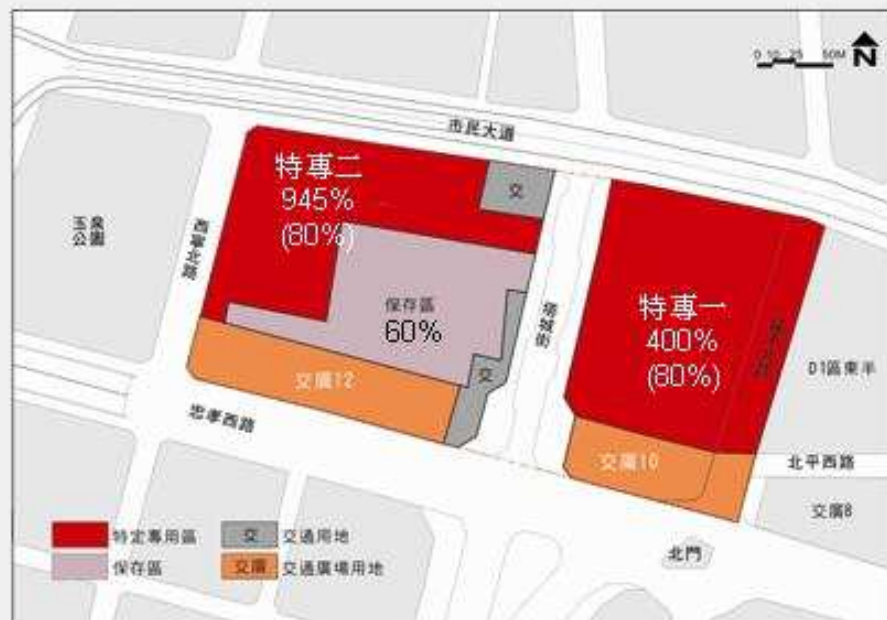 0 10 25 50M
N
市民大道
特專二
945%
(80%)
交
玉泉
公園
西寧北路
保存區
60%
塔城街
特專一
400%
(80%)
D1區東半
交廣12
交
忠孝西路
交廣10
北平西路
交廣8
北門
特定專用區
交 交通用地
保存區
交廣 交通廣場用地